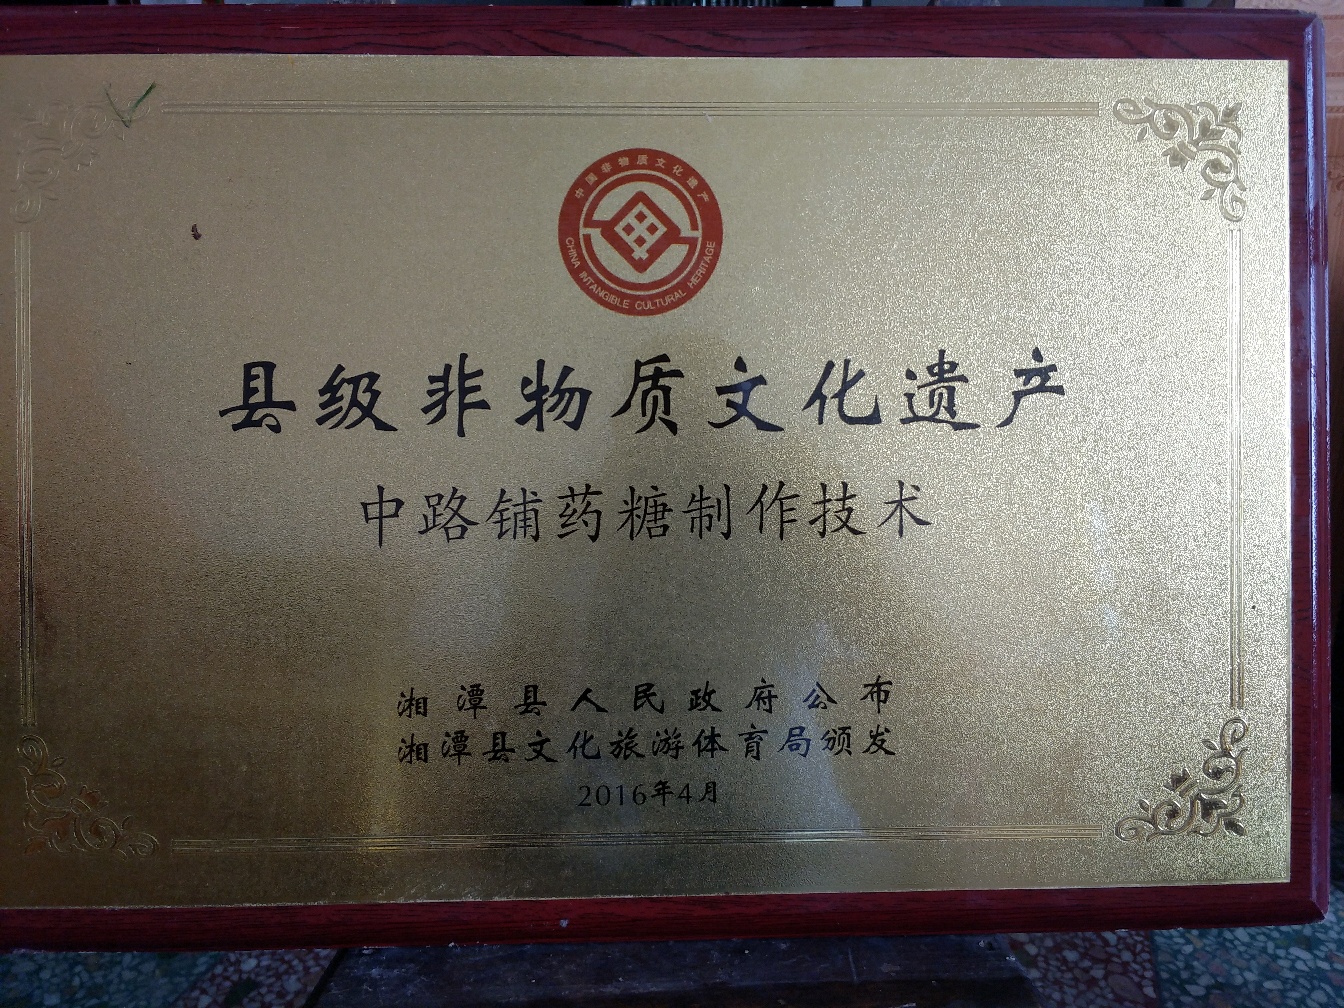 中国非物质文化遗产
CHINA INTANGIBLE CULTURAL HERITAGE
县级非物质文化遗产
中路铺药糖制作技术
湘潭县人民政府公布
湘潭县文化旅游体育局颁发
2016年4月